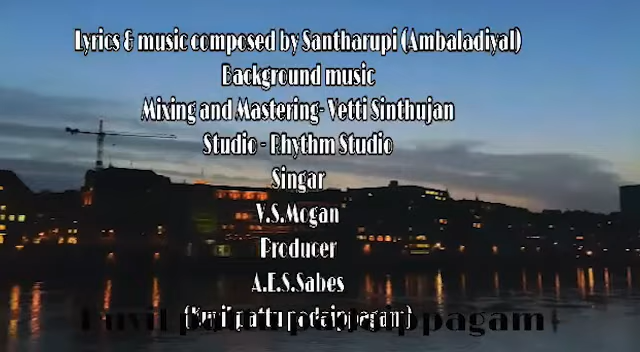 Lyrics & music composed by Santharupi (Ambaladiyal)
Background music
Mixing and Mastering- Vetti Sinthujan
Studio - Rhythm Studio
Singar
V.S.Mogan
Producer
A.E.S.Sabes